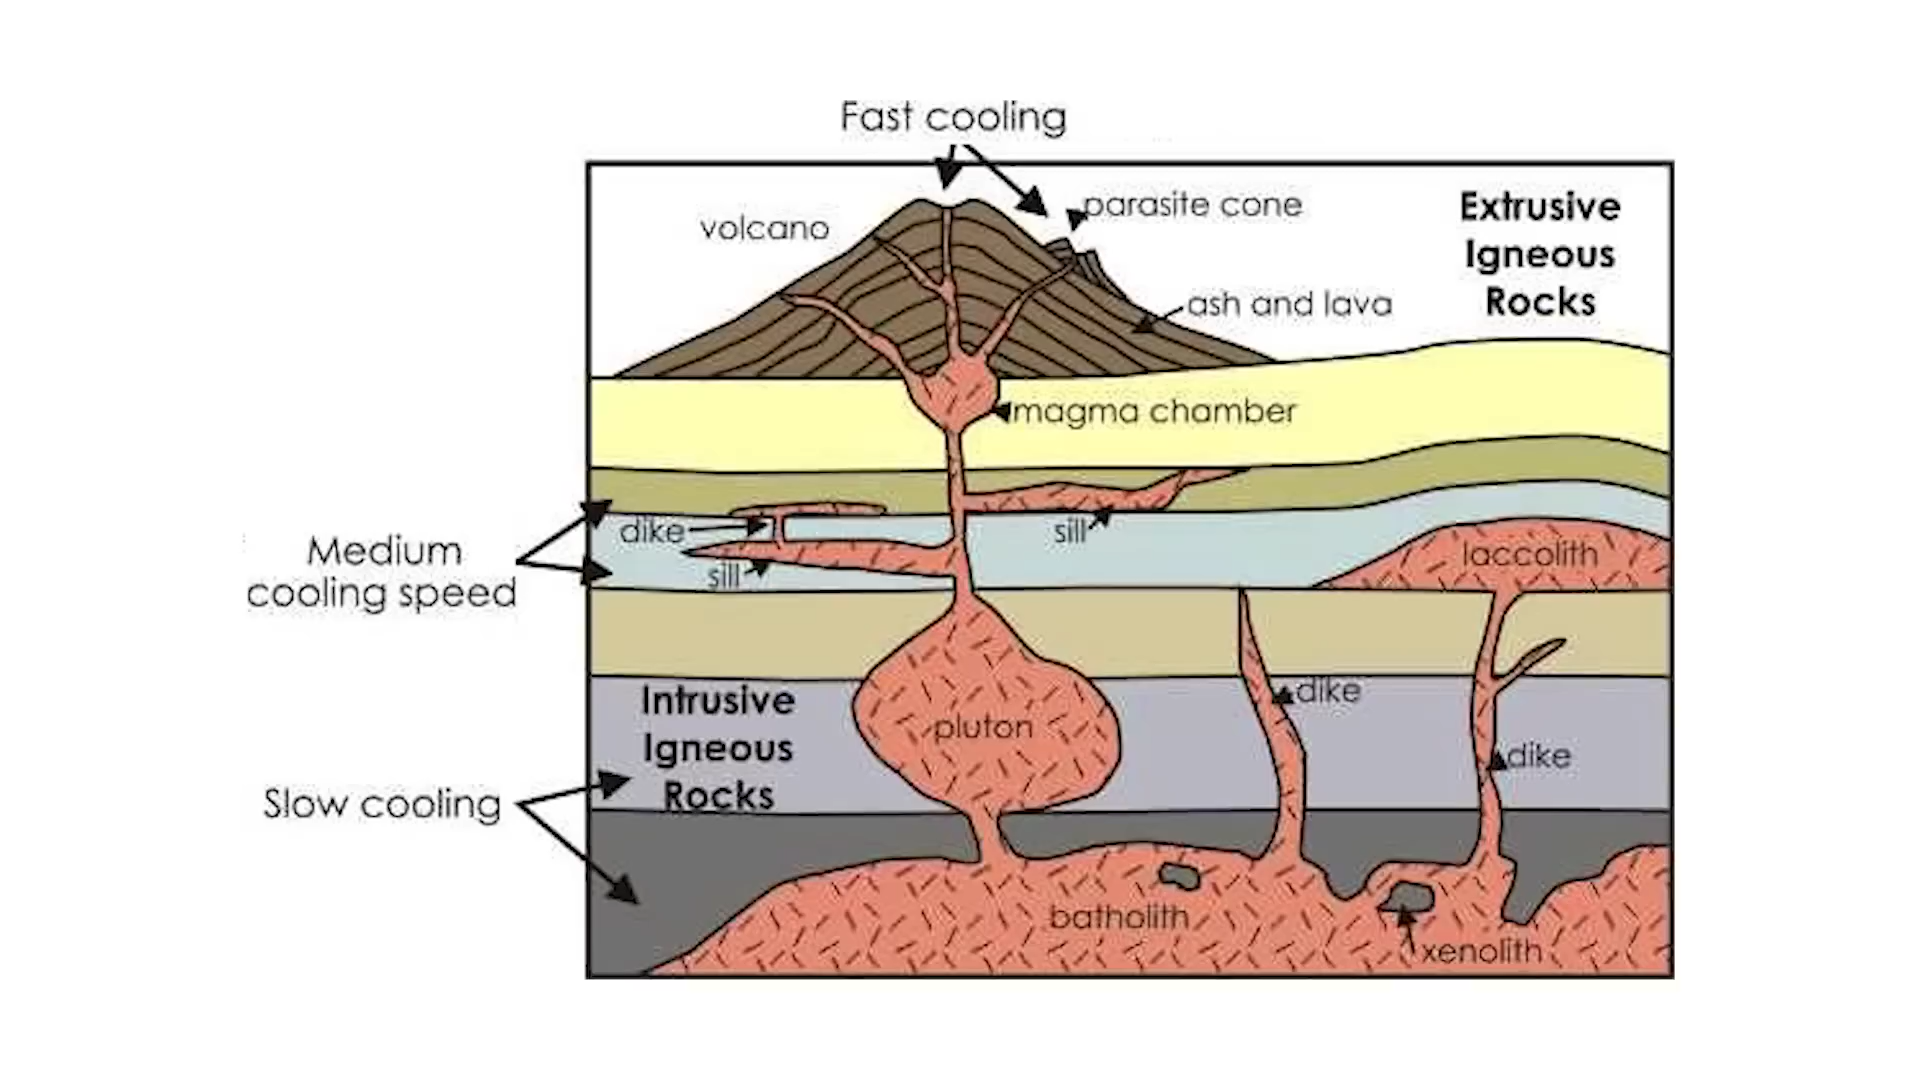 Fast cooling
volcano
parasite cone
Extrusive
Igneous
Rocks
ash and lava
magma chamber
dike
sill
sill
laccolith
Medium
cooling speed
Intrusive
Igneous
Rocks
pluton
dike
dike
Slow cooling
batholith
xenolith